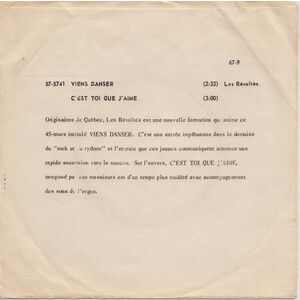 67-9
57-5741 VIENS DANSER (2:32) Les Révoltés
C'EST TOI QUE J'AIME (3:00)
Originaires de Québec, Les Révoltés est une nouvelle formation qui anime ce
45-tours intitulé VIENS DANSER. C'est une entrée impétueuse dans le domaine
du "rock et du rythme" et l'entrain que ces jeunes communiquent annonce une
rapide ascension vers le succès. Sur l'envers, C'EST TOI QUE J'AIME,
composé par ces messieurs est d'un tempo plus modéré avec accompagnement
des sons de l'orgue.